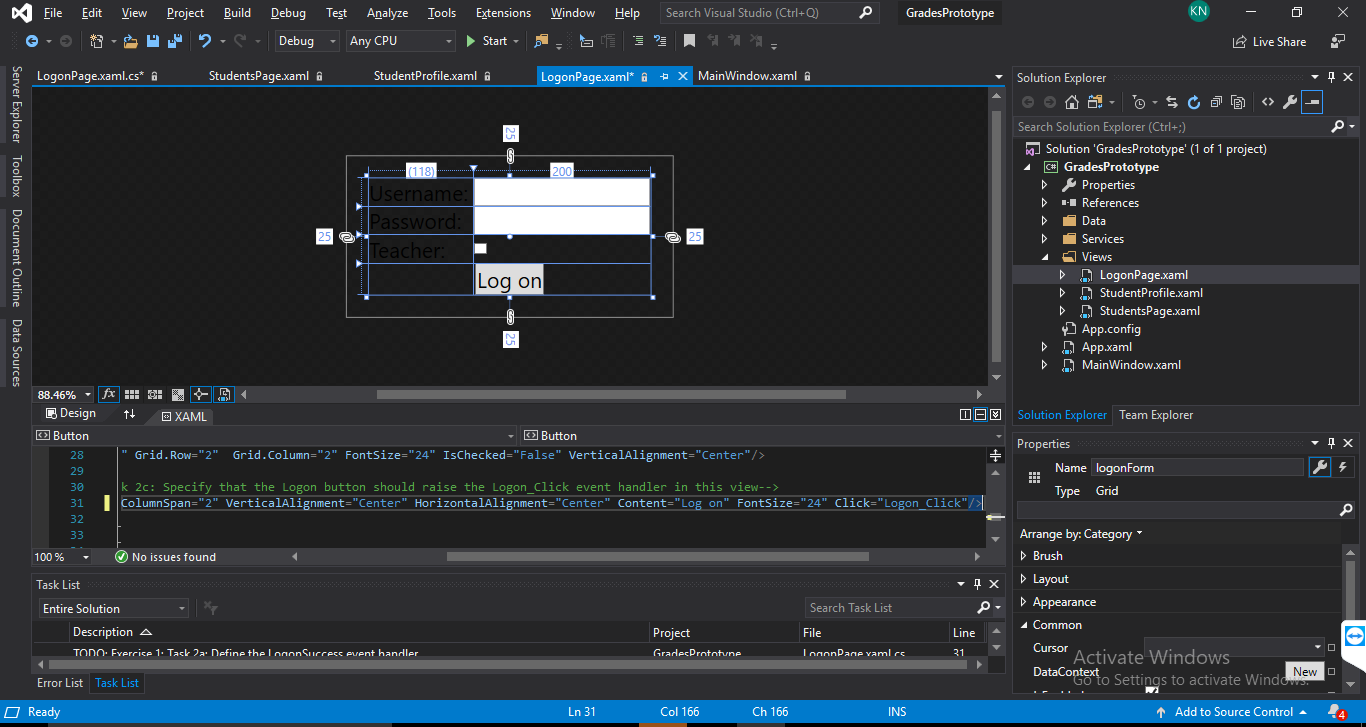 File Edit View Project Build Debug Test Analyze Tools Extensions Window Help Search Visual Studio (Ctrl+Q) GradesPrototype KN
Debug Any CPU Start Live Share
LogonPage.xaml.cs* StudentsPage.xaml StudentProfile.xaml LogonPage.xaml* MainWindow.xaml
Server Explorer
Toolbox
Document Outline
Data Sources
25
(118) 200
Username:
Password:
25 25
Teacher:
Log on
25
88.46% fx
Design XAML
Button Button
28 " Grid.Row="2" Grid.Column="2" FontSize="24" IsChecked="False" VerticalAlignment="Center"/>
29
30 k 2c: Specify that the Logon button should raise the Logon_Click event handler in this view-->
31 ColumnSpan="2" VerticalAlignment="Center" HorizontalAlignment="Center" Content="Log on" FontSize="24" Click="Logon_Click"/>
32
33
100 % No issues found
Task List
Entire Solution Search Task List
Description Project File Line
TODO: Exercise 1: Task 2a: Define the LogonSuccess event handler GradesPrototype LogonPage.xaml.cs 31
Error List Task List
Solution Explorer
Search Solution Explorer (Ctrl+;)
Solution 'GradesPrototype' (1 of 1 project)
C# GradesPrototype
Properties
References
Data
Services
Views
LogonPage.xaml
StudentProfile.xaml
StudentsPage.xaml
App.config
App.xaml
MainWindow.xaml
Solution Explorer Team Explorer
Properties
Name logonForm
Type Grid
Arrange by: Category
Brush
Layout
Appearance
Common
Cursor
DataContext New
Activate Windows
Go to Settings to activate Windows.
Ready Ln 31 Col 166 Ch 166 INS Add to Source Control 4